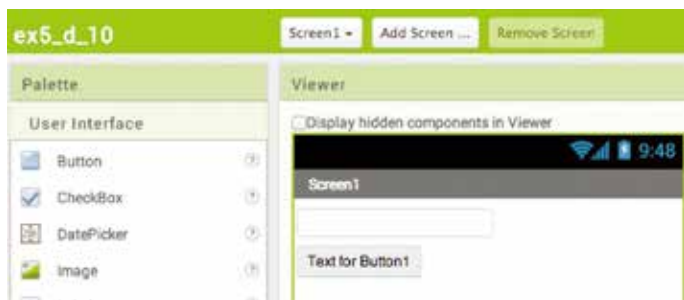 ex5_d_10
Screen1
Add Screen ...
Remove Screen
Palette
User Interface
Button
CheckBox
DatePicker
Image
Viewer
Display hidden components in Viewer
9:48
Screen1
Text for Button1